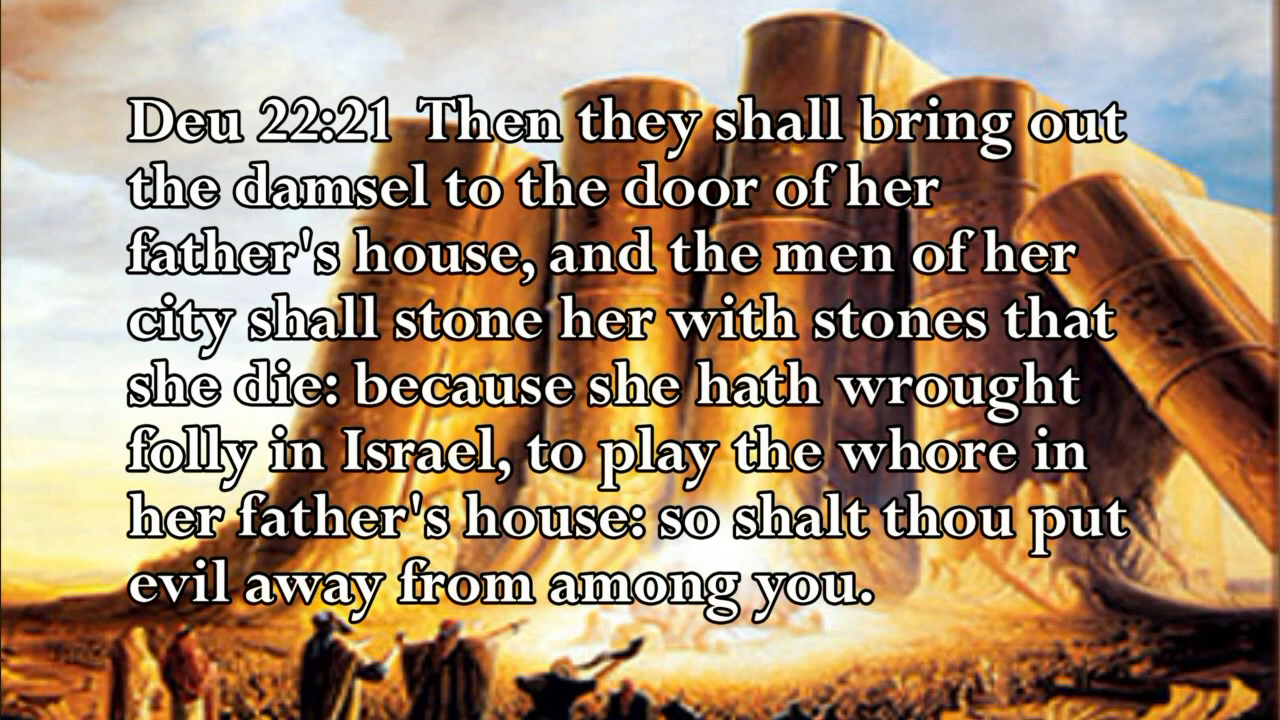 Deu 22:21  Then they shall bring out
the damsel to the door of her
father's house, and the men of her
city shall stone her with stones that
she die: because she hath wrought
folly in Israel, to play the whore in
her father's house: so shalt thou put
evil away from among you.